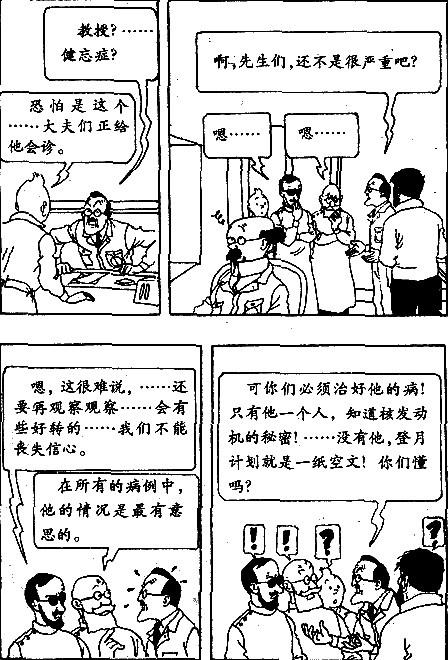 教授？……
健忘症？
恐怕是这个
……大夫们正给
他会诊。
啊，先生们，还不是很严重吧？
嗯……
嗯……
嗯，这很难说，……还
要再观察观察……会有
些好转的……我们不能
丧失信心。
在所有的病例中，
他的情况是最有意
思的。
可你们必须治好他的病！
只有他一个人，知道核发动
机的秘密！……没有他，登月
计划就是一纸空文！你们懂
吗？
！
！
？
？